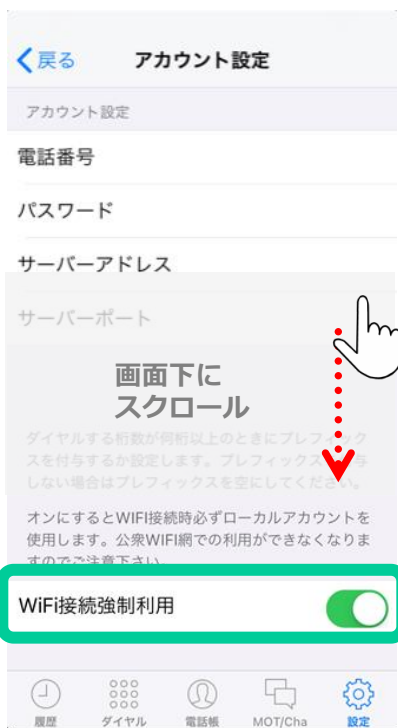 戻る アカウント設定
アカウント設定
電話番号
パスワード
サーバーアドレス
サーバーポート
画面下に
スクロール
ダイヤルする桁数が何桁以上のときにプレフィック
スを付与するか設定します。プレフィックスを付与
しない場合はプレフィックスを空にしてください。
オンにするとWIFI接続時必ずローカルアカウントを
使用します。公衆WIFI網での利用ができなくなりま
すのでご注意下さい。
WiFi接続強制利用
履歴 ダイヤル 電話帳 MOT/Cha 設定